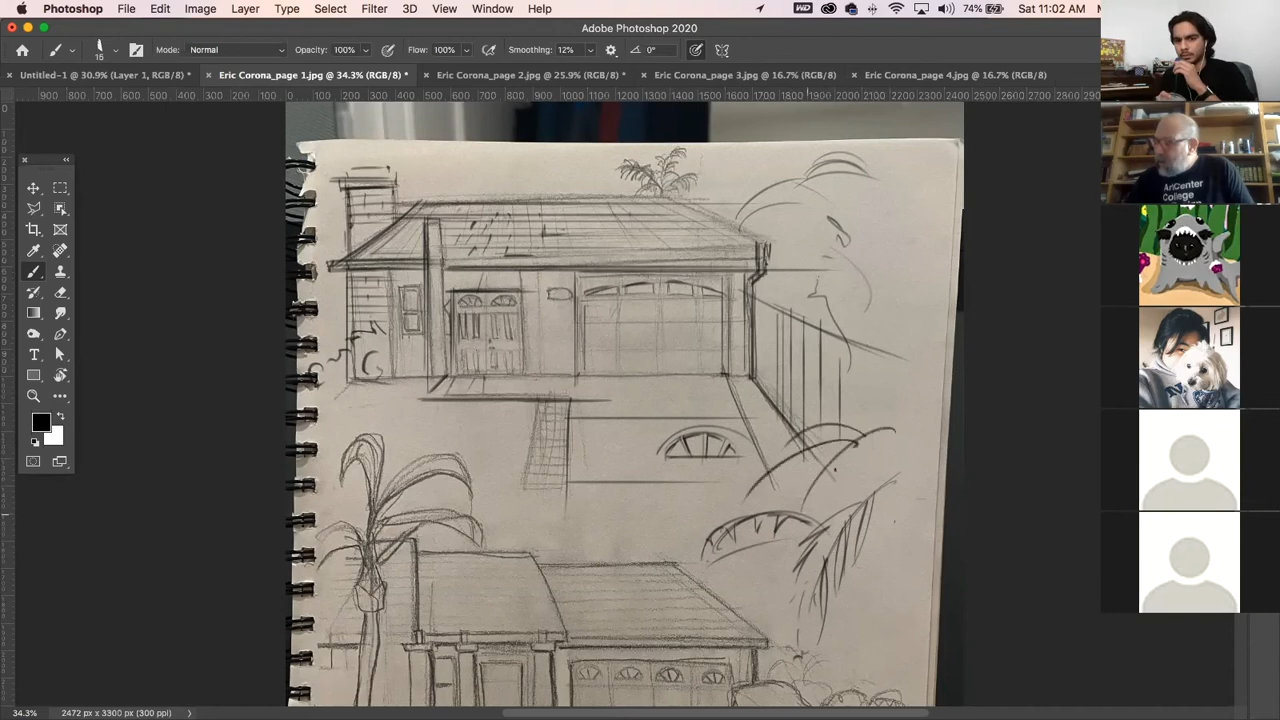 Photoshop File Edit Image Layer Type Select Filter 3D View Window Help 74% Sat 11:02 AM
Adobe Photoshop 2020
15 Mode: Normal Opacity: 100% Flow: 100% Smoothing: 12% 0°
Untitled-1 @ 30.9% (Layer 1, RGB/8) * Eric Corona_page 1.jpg @ 34.3% (RGB/8) * Eric Corona_page 2.jpg @ 25.9% (RGB/8) * Eric Corona_page 3.jpg @ 16.7% (RGB/8) Eric Corona_page 4.jpg @ 16.7% (RGB/8)
900 800 700 600 500 400 300 200 100 0 100 200 300 400 500 600 700 800 900 1000 1100 1200 1300 1400 1500 1600 1700 1800 1900 2000 2100 2200 2300 2400 2500 2600 2700 2800
ArtCenter
College
34.3% 2472 px x 3300 px (300 ppi)